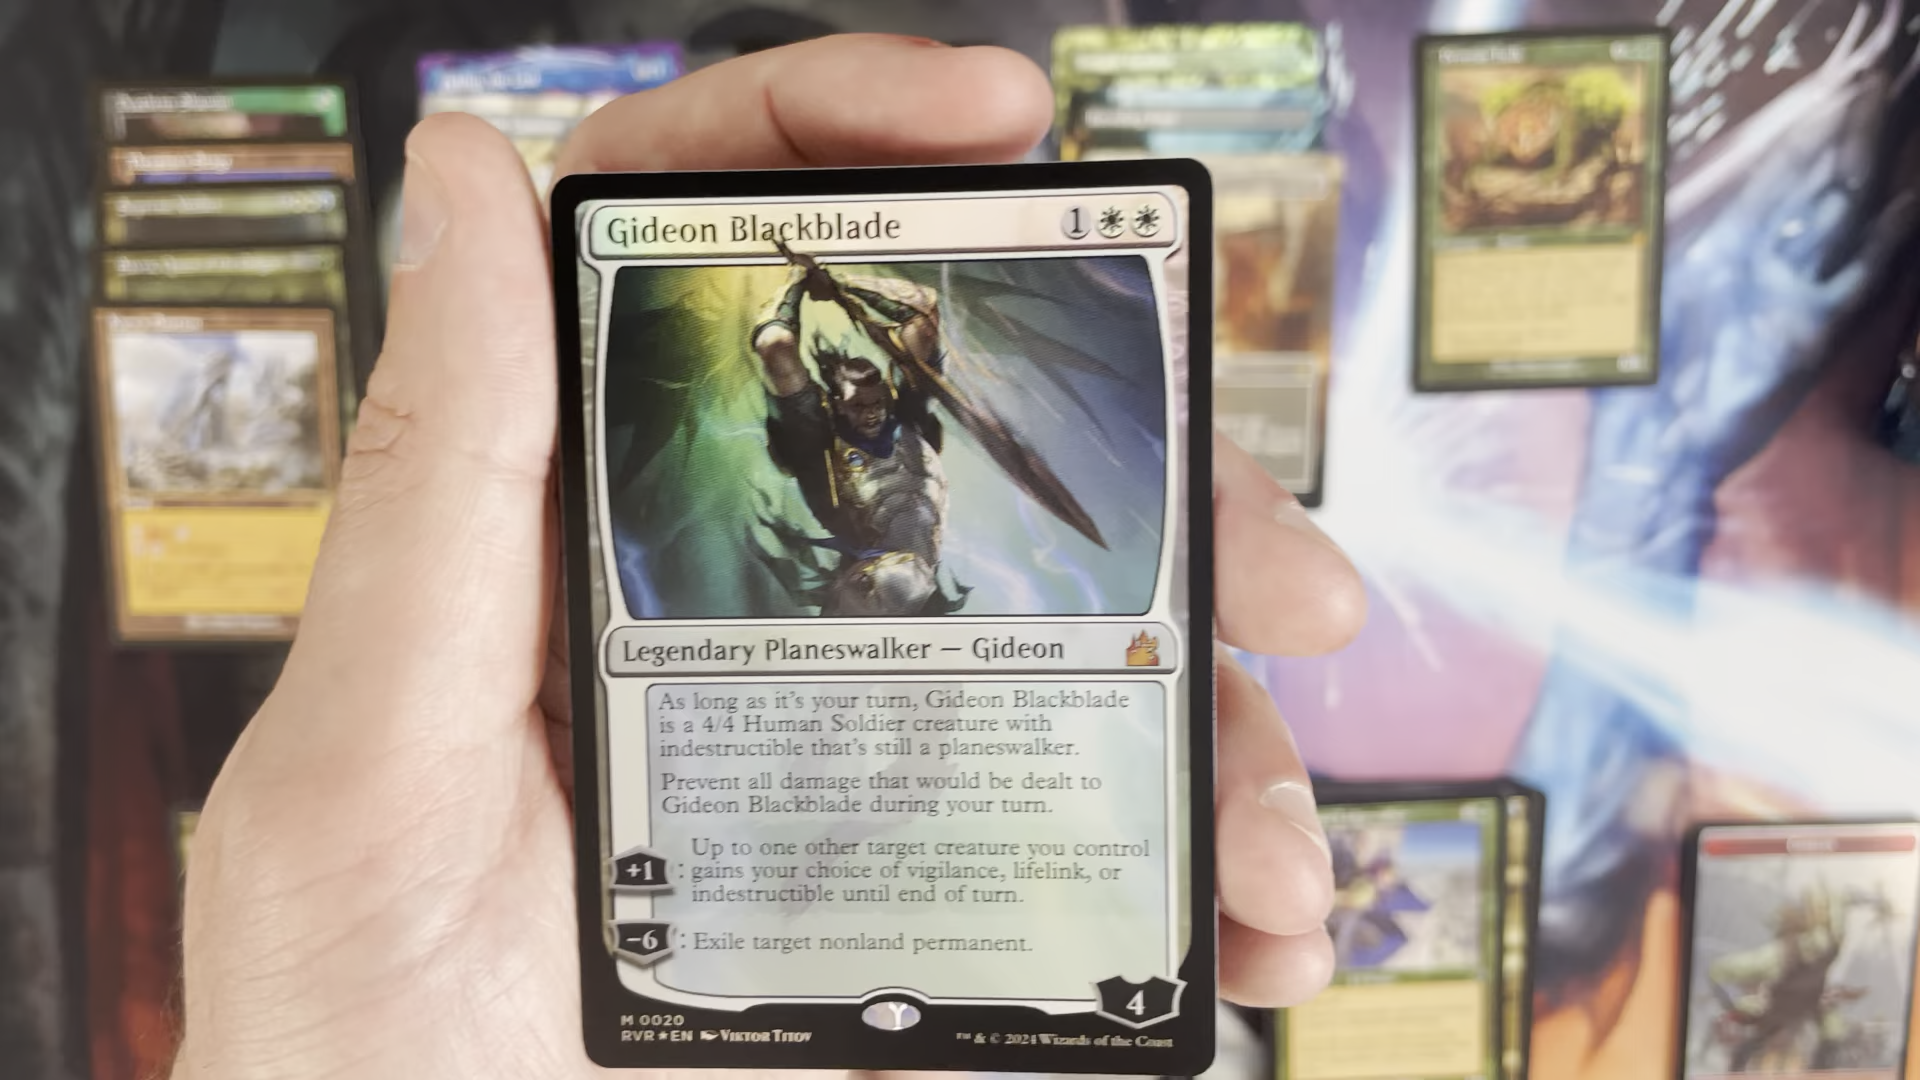 Gideon Blackblade 1
Legendary Planeswalker — Gideon
As long as it's your turn, Gideon Blackblade
is a 4/4 Human Soldier creature with
indestructible that's still a planeswalker.
Prevent all damage that would be dealt to
Gideon Blackblade during your turn.
Up to one other target creature you control
+1 : gains your choice of vigilance, lifelink, or
indestructible until end of turn.
-6 : Exile target nonland permanent.
4
M 0020
RVR★EN VIKTOR TITOV
™ & © 2024 Wizards of the Coast